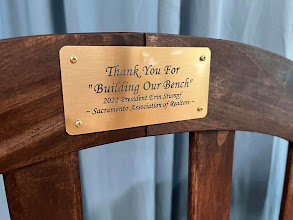 Thank You For
"Building Our Bench"
2022 President Erin Stumpf
~ Sacramento Association of Realtors ~